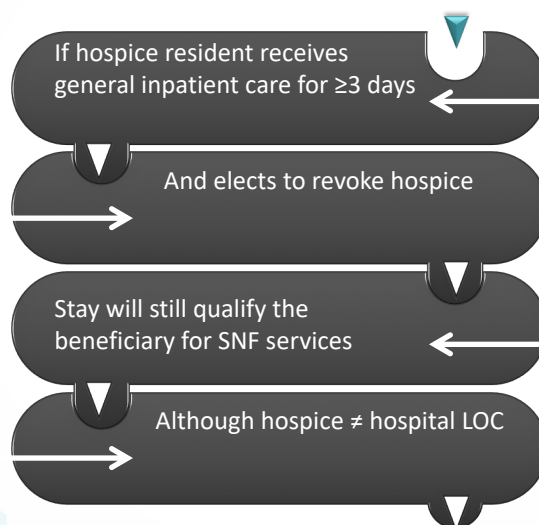 If hospice resident receives
general inpatient care for ≥3 days
And elects to revoke hospice
Stay will still qualify the
beneficiary for SNF services
Although hospice ≠ hospital LOC